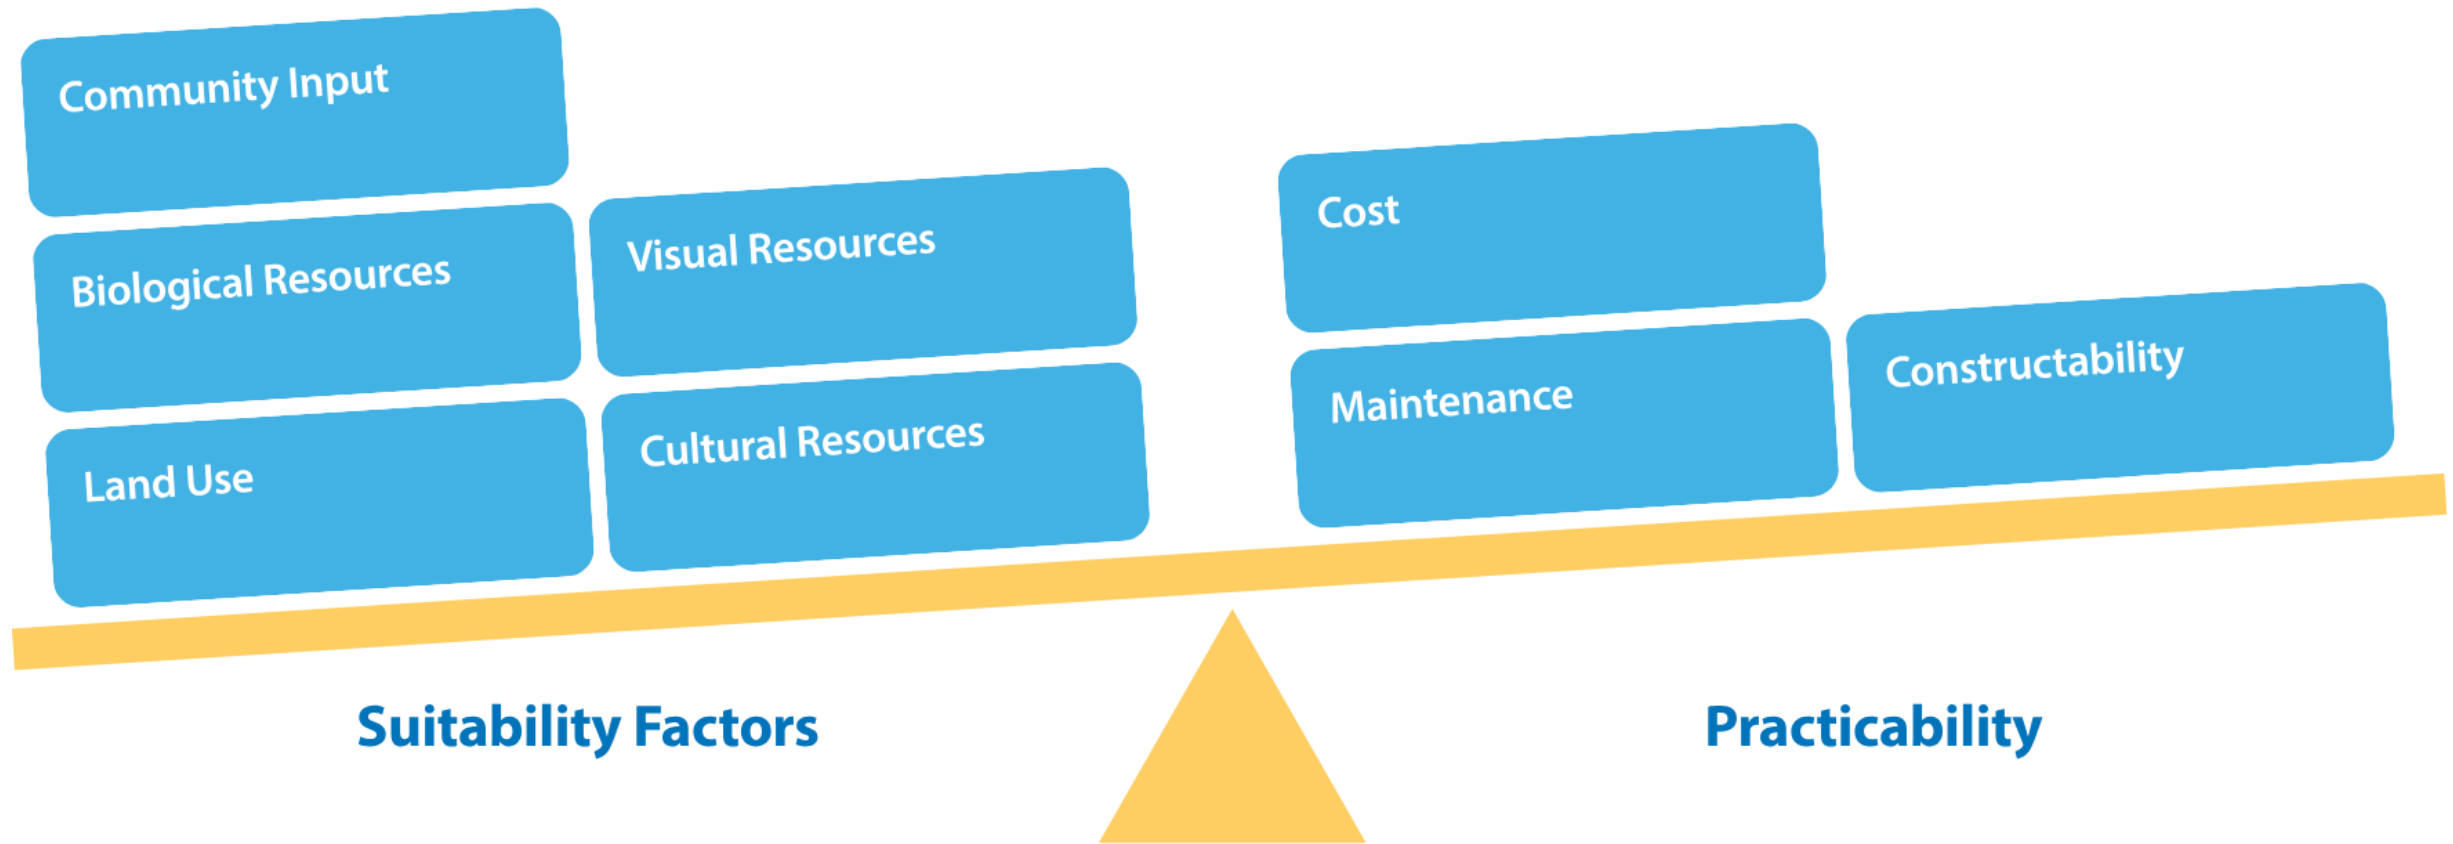 Community Input
Biological Resources
Visual Resources
Land Use
Cultural Resources
Cost
Maintenance
Constructability
Suitability Factors
Practicability